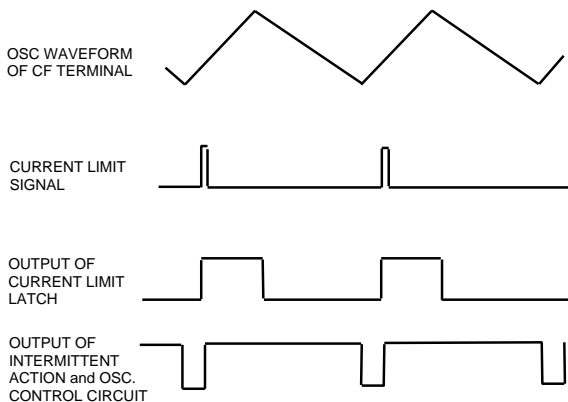 OSC WAVEFORM
OF CF TERMINAL
CURRENT LIMIT
SIGNAL
OUTPUT OF
CURRENT LIMIT
LATCH
OUTPUT OF
INTERMITTENT
ACTION and OSC.
CONTROL CIRCUIT